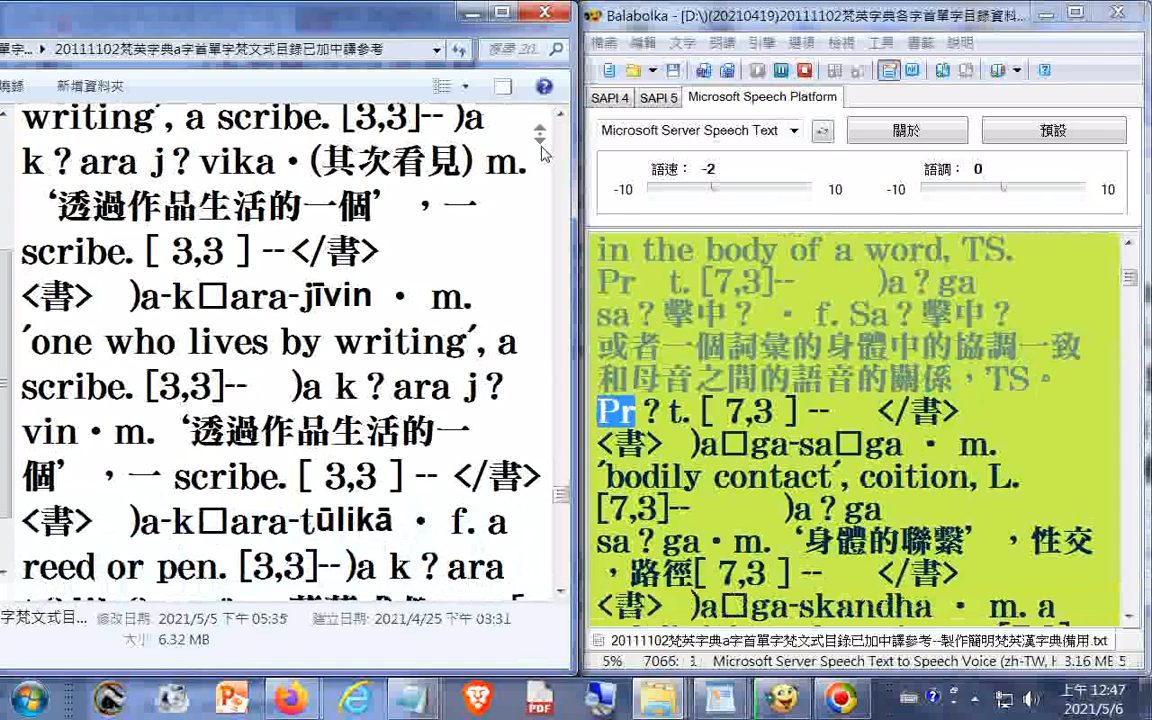 單字... ▸ 20111102梵英字典a字首單字梵文式目錄已加中譯參考
新增資料夾
writing', a scribe. [3,3]-- )a
k？ara j？vika・(其次看見) m.
‘透過作品生活的一個’，一
scribe. [ 3,3 ] --</書>
<書> )a-k□ara-jīvin ・ m.
'one who lives by writing', a
scribe. [3,3]-- )a k？ara j？
vin・m.‘透過作品生活的一
個’，一 scribe. [ 3,3 ] -- </書>
<書> )a-k□ara-tūlikā ・ f. a
reed or pen. [3,3]--)a k？ara
字梵文式目... 修改日期: 2021/5/5 下午 05:35 建立日期: 2021/4/25 下午 03:31
大小: 6.32 MB
Balabolka - [D:\)(20210419)20111102梵英字典各字首單字目錄資料...
檔案 編輯 文字 朗讀 引擎 選項 檢視 工具 書籤 說明
SAPI 4 SAPI 5 Microsoft Speech Platform
Microsoft Server Speech Text 關於 預設
語速： -2 語調： 0
-10 10 -10 10
in the body of a word, TS.
Pr t. [7,3]-- )a？ga
sa？擊中？ ・ f. Sa？擊中？
或者一個詞彙的身體中的協調一致
和母音之間的語音的關係，TS。
Pr？t. [ 7,3 ] -- </書>
<書> )a□ga-sa□ga ・ m.
'bodily contact', coition, L.
[7,3]-- )a？ga
sa？ga・m.‘身體的聯繫’，性交
，路徑[ 7,3 ] -- </書>
<書> )a□ga-skandha ・ m. a
20111102梵英字典a字首單字梵文式目錄已加中譯參考--製作簡明梵英漢字典備用.txt
5% 7066: 1 Microsoft Server Speech Text to Speech Voice (zh-TW, H 3.16 MB 5
上午 12:47
2021/5/6